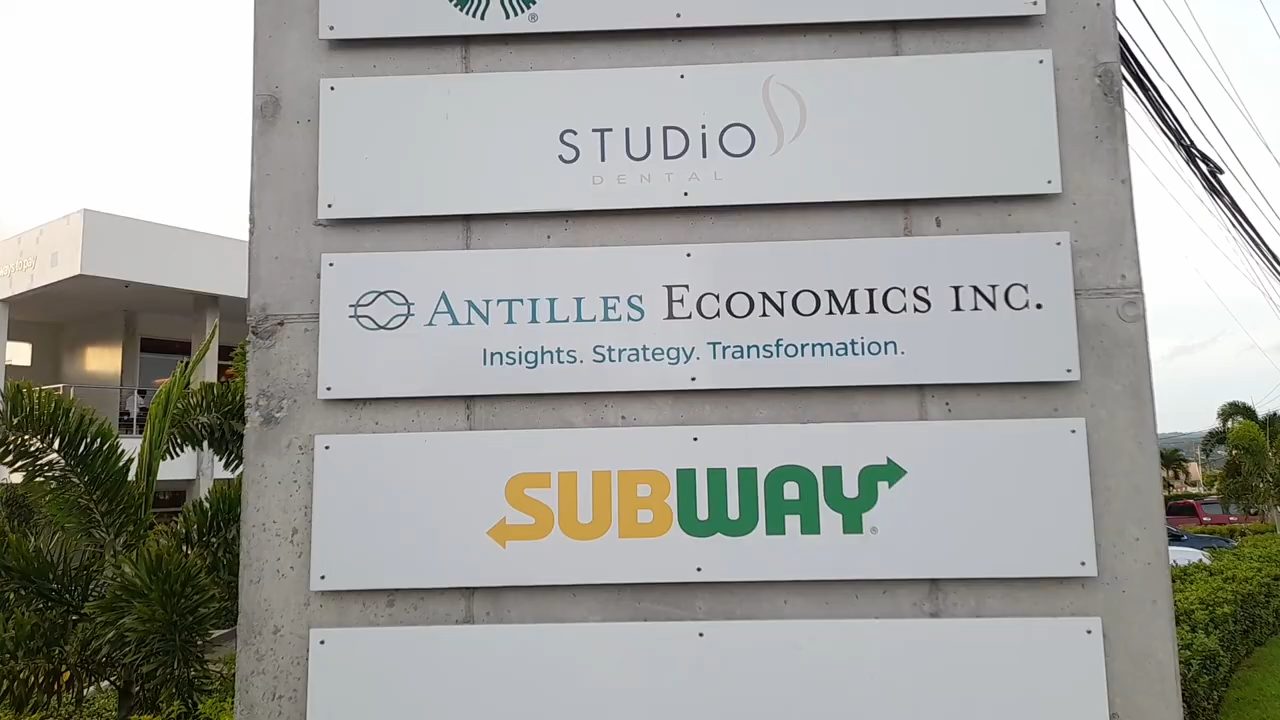 ®
STUDiO
DENTAL
ANTILLES ECONOMICS INC.
Insights. Strategy. Transformation.
SUBWAY®